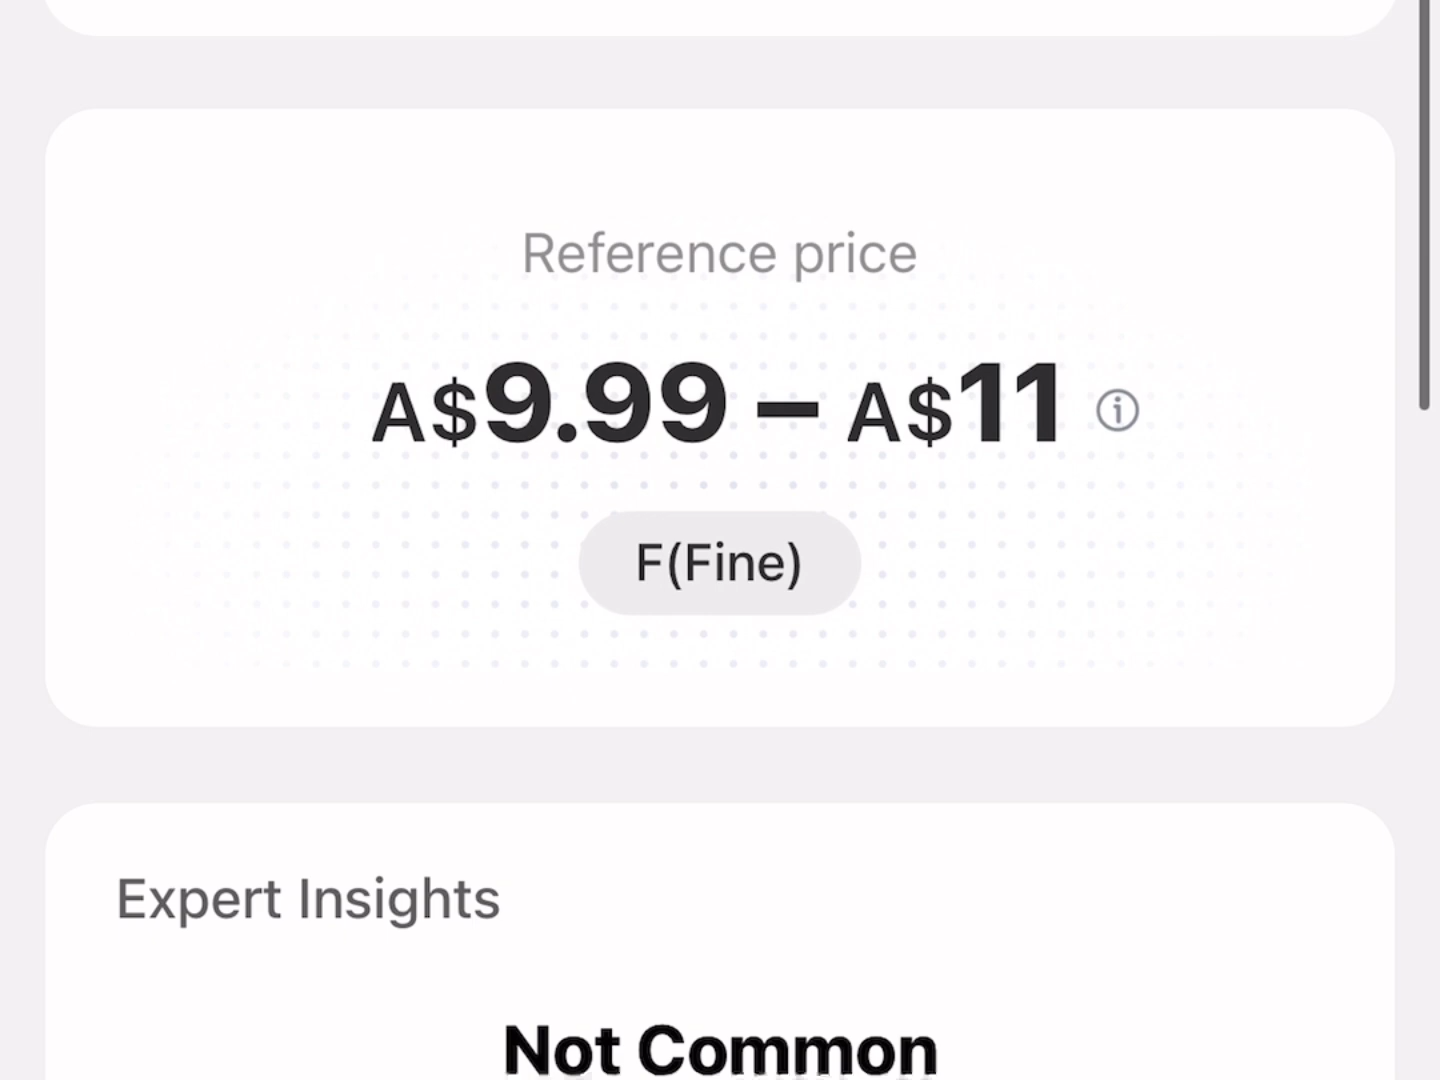 Reference price
A$9.99 – A$11
F(Fine)
Expert Insights
Not Common